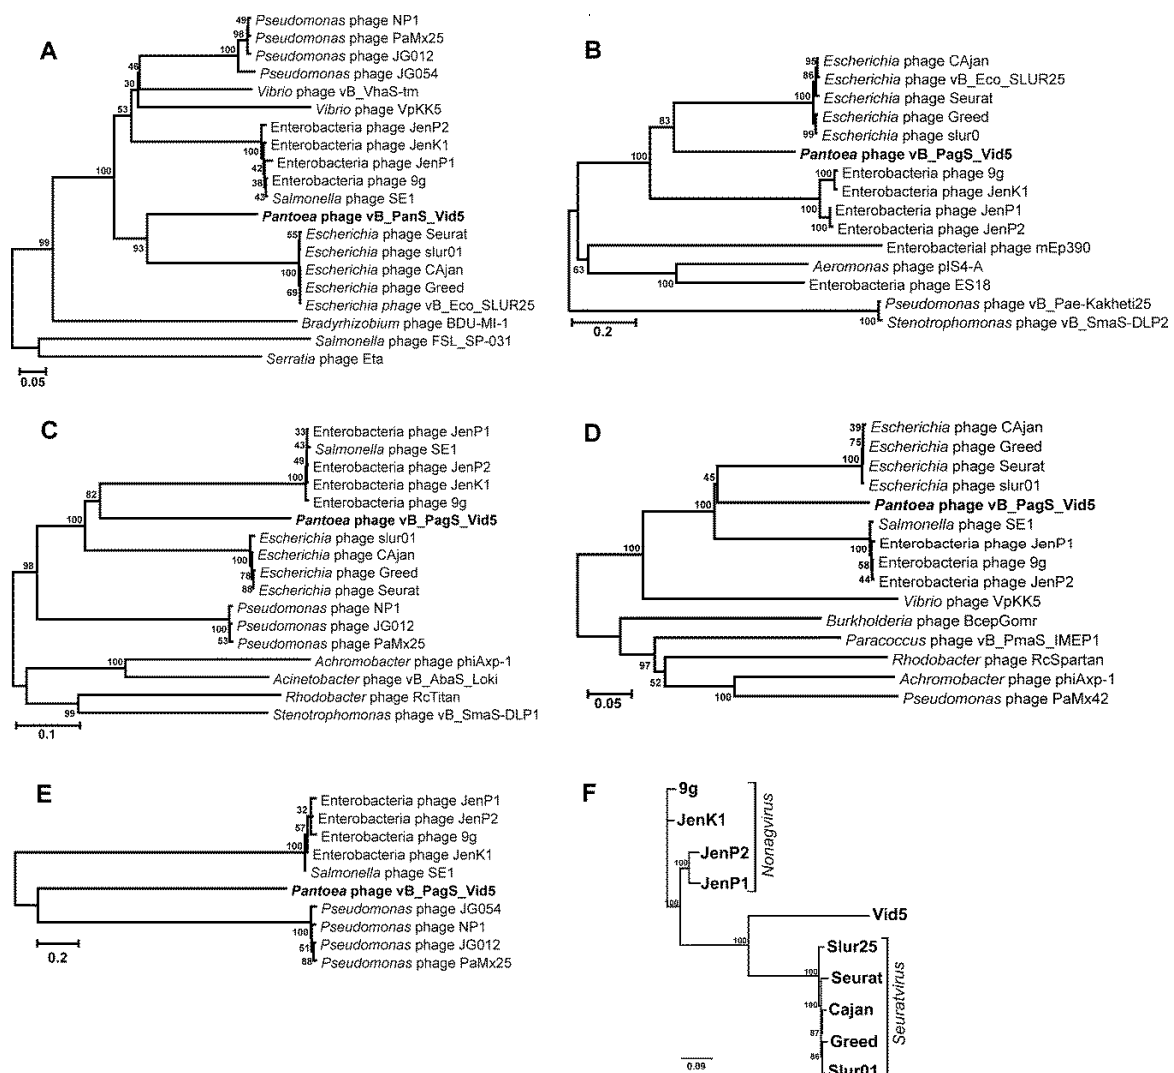 A
49
Pseudomonas phage NP1
98
Pseudomonas phage PaMx25
100
Pseudomonas phage JG012
46
Pseudomonas phage JG054
30
Vibrio phage vB_VhaS-tm
53
Vibrio phage VpKK5
Enterobacteria phage JenP2
100
Enterobacteria phage JenK1
42
Enterobacteria phage JenP1
100
38
Enterobacteria phage 9g
43
Salmonella phage SE1
Pantoea phage vB_PanS_Vid5
55
Escherichia phage Seurat
93
Escherichia phage slur01
99
100
Escherichia phage CAjan
69
Escherichia phage Greed
Escherichia phage vB_Eco_SLUR25
Bradyrhizobium phage BDU-MI-1
Salmonella phage FSL_SP-031
Serratia phage Eta
0.05
B
95
Escherichia phage CAjan
86
Escherichia phage vB_Eco_SLUR25
100
Escherichia phage Seurat
83
Escherichia phage Greed
99
Escherichia phage slur0
Pantoea phage vB_PagS_Vid5
100
100
Enterobacteria phage 9g
Enterobacteria phage JenK1
100
Enterobacteria phage JenP1
100
Enterobacteria phage JenP2
Enterobacterial phage mEp390
63
Aeromonas phage pIS4-A
100
Enterobacteria phage ES18
Pseudomonas phage vB_Pae-Kakheti25
100
Stenotrophomonas phage vB_SmaS-DLP2
0.2
C
33
Enterobacteria phage JenP1
43
Salmonella phage SE1
49
Enterobacteria phage JenP2
100
Enterobacteria phage JenK1
82
Enterobacteria phage 9g
100
Pantoea phage vB_PagS_Vid5
Escherichia phage slur01
100
Escherichia phage CAjan
98
78
Escherichia phage Greed
88
Escherichia phage Seurat
Pseudomonas phage NP1
100
Pseudomonas phage JG012
53
Pseudomonas phage PaMx25
100
Achromobacter phage phiAxp-1
Acinetobacter phage vB_AbaS_Loki
Rhodobacter phage RcTitan
99
Stenotrophomonas phage vB_SmaS-DLP1
0.1
D
39
Escherichia phage CAjan
75
Escherichia phage Greed
100
Escherichia phage Seurat
45
Escherichia phage slur01
100
Pantoea phage vB_PagS_Vid5
Salmonella phage SE1
100
100
Enterobacteria phage JenP1
58
Enterobacteria phage 9g
44
Enterobacteria phage JenP2
Vibrio phage VpKK5
Burkholderia phage BcepGomr
Paracoccus phage vB_PmaS_IMEP1
97
Rhodobacter phage RcSpartan
52
Achromobacter phage phiAxp-1
100
Pseudomonas phage PaMx42
0.05
E
Enterobacteria phage JenP1
32
Enterobacteria phage JenP2
57
Enterobacteria phage 9g
100
Enterobacteria phage JenK1
Salmonella phage SE1
Pantoea phage vB_PagS_Vid5
Pseudomonas phage JG054
100
Pseudomonas phage NP1
51
Pseudomonas phage JG012
88
Pseudomonas phage PaMx25
0.2
F
9g
JenK1
JenP2
100
JenP1
Nonagvirus
100
Vid5
100
Slur25
100
Seurat
100
Cajan
87
Greed
86
Slur01
Seuratvirus
0.09